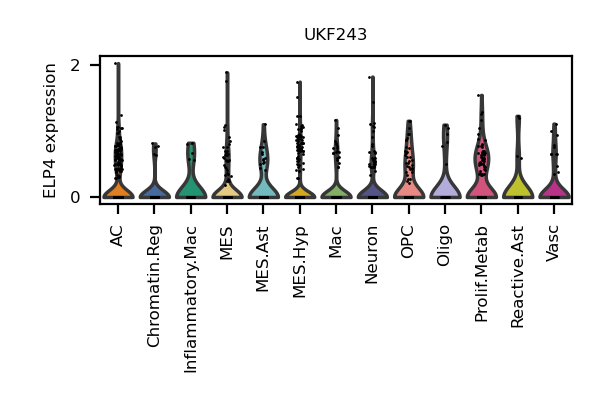 UKF243
ELP4 expression
2
0
AC
Chromatin.Reg
Inflammatory.Mac
MES
MES.Ast
MES.Hyp
Mac
Neuron
OPC
Oligo
Prolif.Metab
Reactive.Ast
Vasc